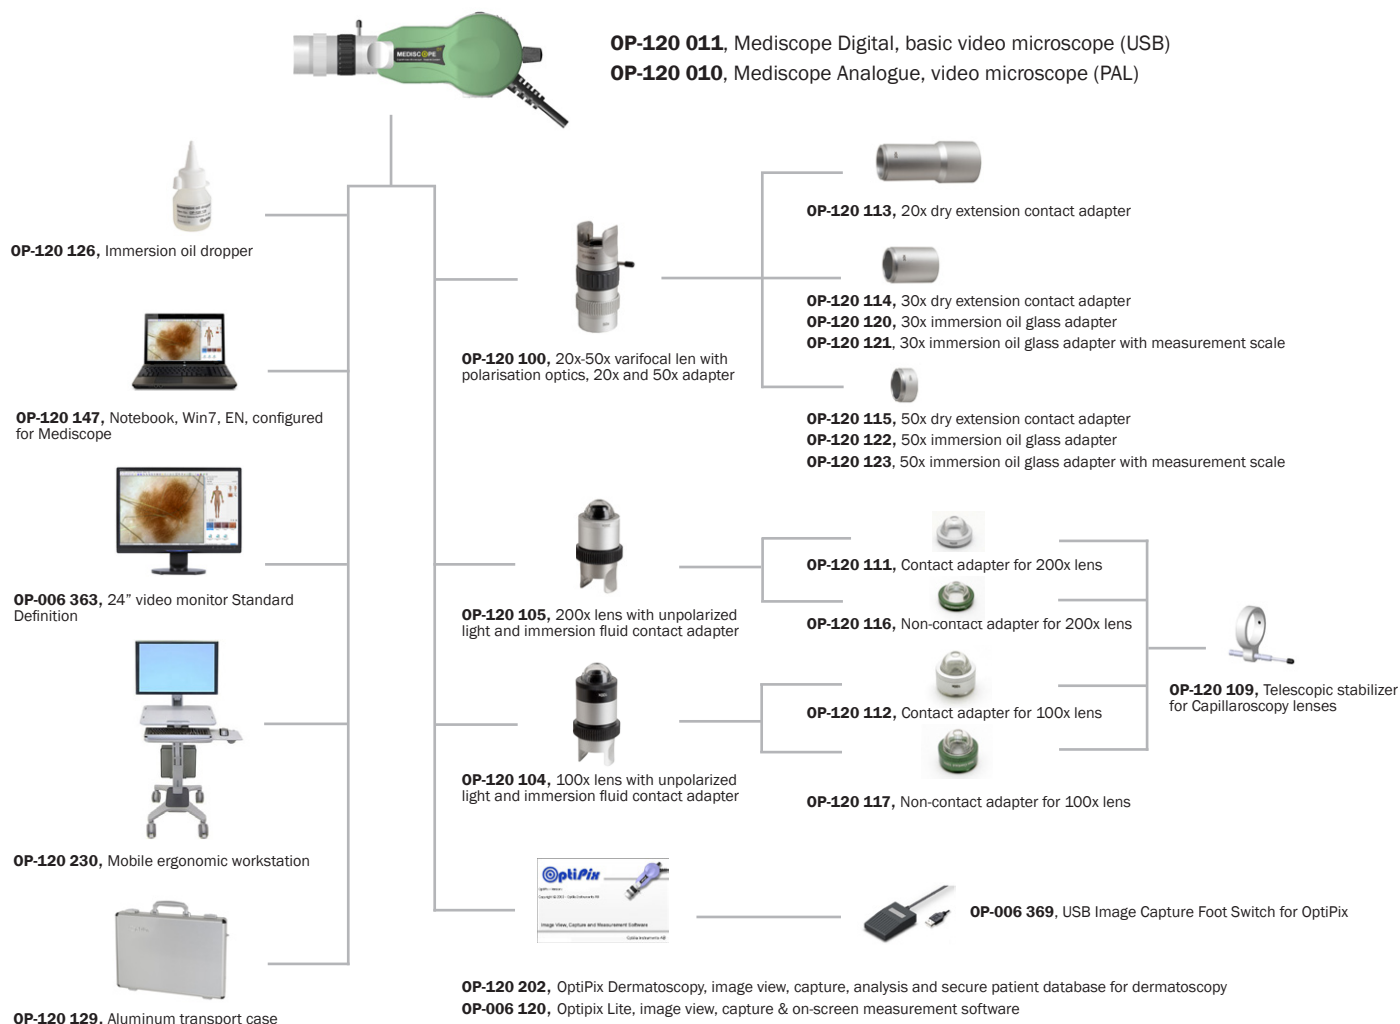 MEDISCOPE
OP-120 011, Mediscope Digital, basic video microscope (USB)
OP-120 010, Mediscope Analogue, video microscope (PAL)
OP-120 126, Immersion oil dropper
OP-120 147, Notebook, Win7, EN, configured
for Mediscope
OP-006 363, 24” video monitor Standard
Definition
OP-120 230, Mobile ergonomic workstation
OP-120 129, Aluminum transport case
OP-120 100, 20x-50x varifocal len with
polarisation optics, 20x and 50x adapter
OP-120 113, 20x dry extension contact adapter
OP-120 114, 30x dry extension contact adapter
OP-120 120, 30x immersion oil glass adapter
OP-120 121, 30x immersion oil glass adapter with measurement scale
OP-120 115, 50x dry extension contact adapter
OP-120 122, 50x immersion oil glass adapter
OP-120 123, 50x immersion oil glass adapter with measurement scale
OP-120 105, 200x lens with unpolarized
light and immersion fluid contact adapter
OP-120 111, Contact adapter for 200x lens
OP-120 116, Non-contact adapter for 200x lens
OP-120 104, 100x lens with unpolarized
light and immersion fluid contact adapter
OP-120 112, Contact adapter for 100x lens
OP-120 117, Non-contact adapter for 100x lens
OP-120 109, Telescopic stabilizer
for Capillaroscopy lenses
OptiPix
Image View, Capture and Measurement Software
OP-006 369, USB Image Capture Foot Switch for OptiPix
OP-120 202, OptiPix Dermatoscopy, image view, capture, analysis and secure patient database for dermatoscopy
OP-006 120, Optipix Lite, image view, capture & on-screen measurement software